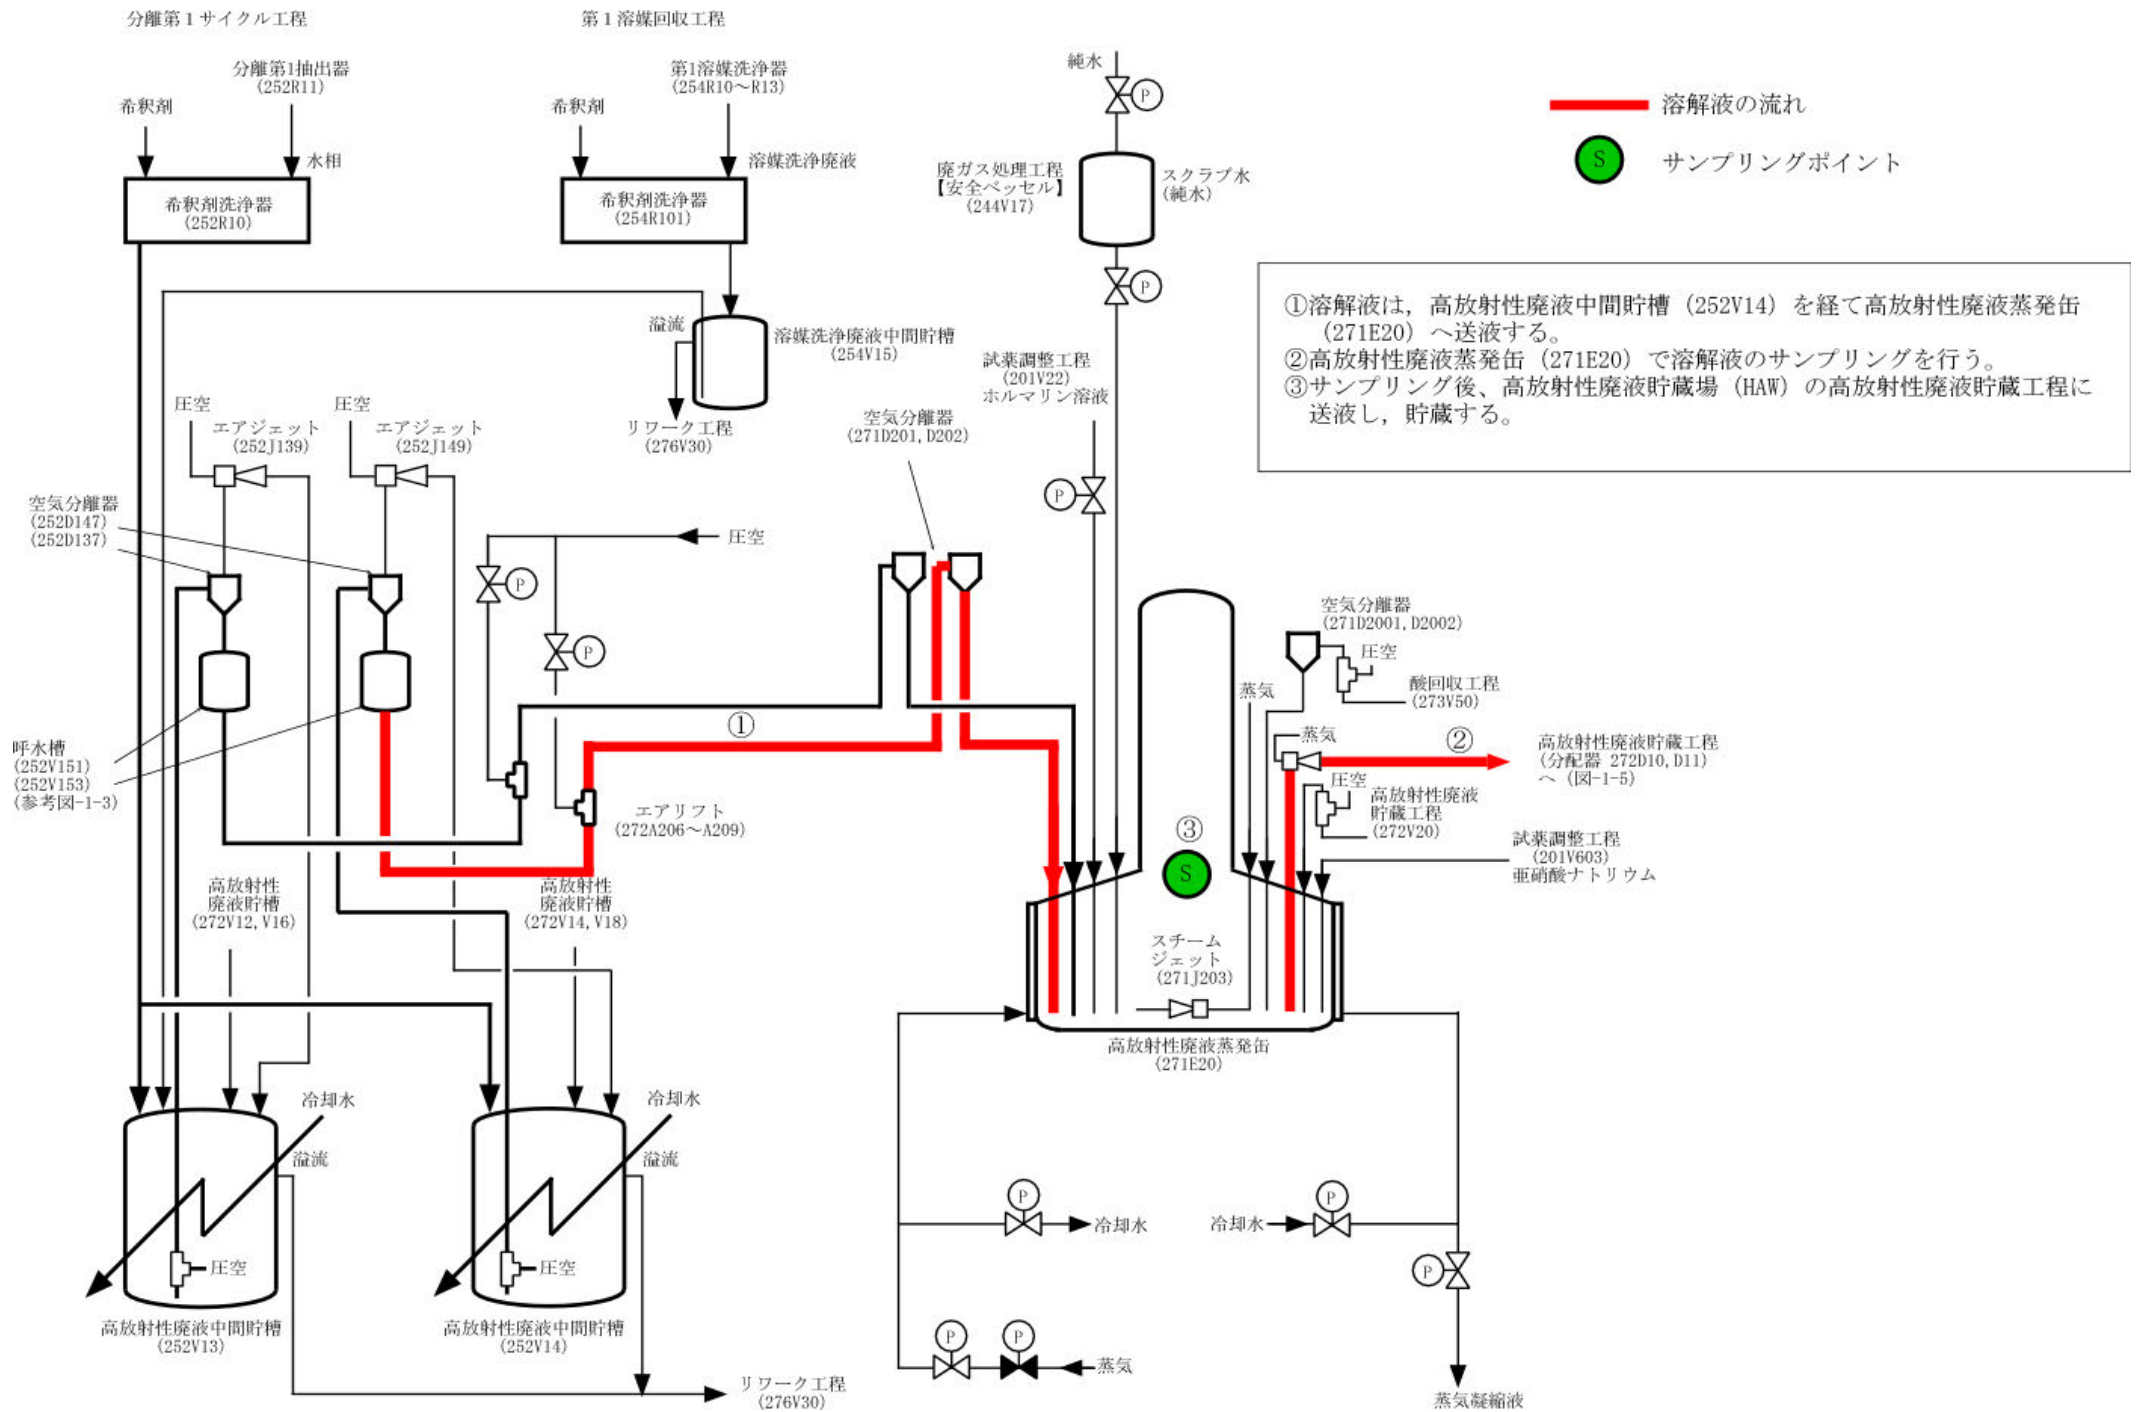 分離第１サイクル工程
第１溶媒回収工程
分離第1抽出器
(252R11)
希釈剤
水相
希釈剤洗浄器
(252R10)
第1溶媒洗浄器
(254R10～R13)
希釈剤
溶媒洗浄廃液
希釈剤洗浄器
(254R101)
純水
P
廃ガス処理工程
【安全ベッセル】
(244V17)
スクラブ水
(純水)
P
溶解液の流れ
S
サンプリングポイント
①溶解液は，高放射性廃液中間貯槽（252V14）を経て高放射性廃液蒸発缶
（271E20）へ送液する。
②高放射性廃液蒸発缶（271E20）で溶解液のサンプリングを行う。
③サンプリング後、高放射性廃液貯蔵場（HAW）の高放射性廃液貯蔵工程に
送液し，貯蔵する。
溢流
溶媒洗浄廃液中間貯糟
(254V15)
リワーク工程
(276V30)
試薬調整工程
(201V22)
ホルマリン溶液
P
圧空
エアジェット
(252J139)
圧空
エアジェット
(252J149)
空気分離器
(271D201,D202)
空気分離器
(252D147)
(252D137)
圧空
P
P
呼水槽
(252V151)
(252V153)
(参考図-1-3)
①
エアリフト
(272A206～A209)
空気分離器
(271D2001,D2002)
圧空
酸回収工程
(273V50)
蒸気
蒸気
②
高放射性廃液貯蔵工程
(分配器 272D10,D11)
へ（図-1-5）
圧空
高放射性廃液
貯蔵工程
(272V20)
試薬調整工程
(201V603)
亜硝酸ナトリウム
③
S
高放射性
廃液貯槽
(272V12,V16)
高放射性
廃液貯槽
(272V14,V18)
スチーム
ジェット
(271J203)
高放射性廃液蒸発缶
(271E20)
冷却水
溢流
圧空
高放射性廃液中間貯糟
(252V13)
冷却水
溢流
圧空
高放射性廃液中間貯糟
(252V14)
リワーク工程
(276V30)
P
冷却水
冷却水
P
P
P
P
蒸気
蒸気凝縮液